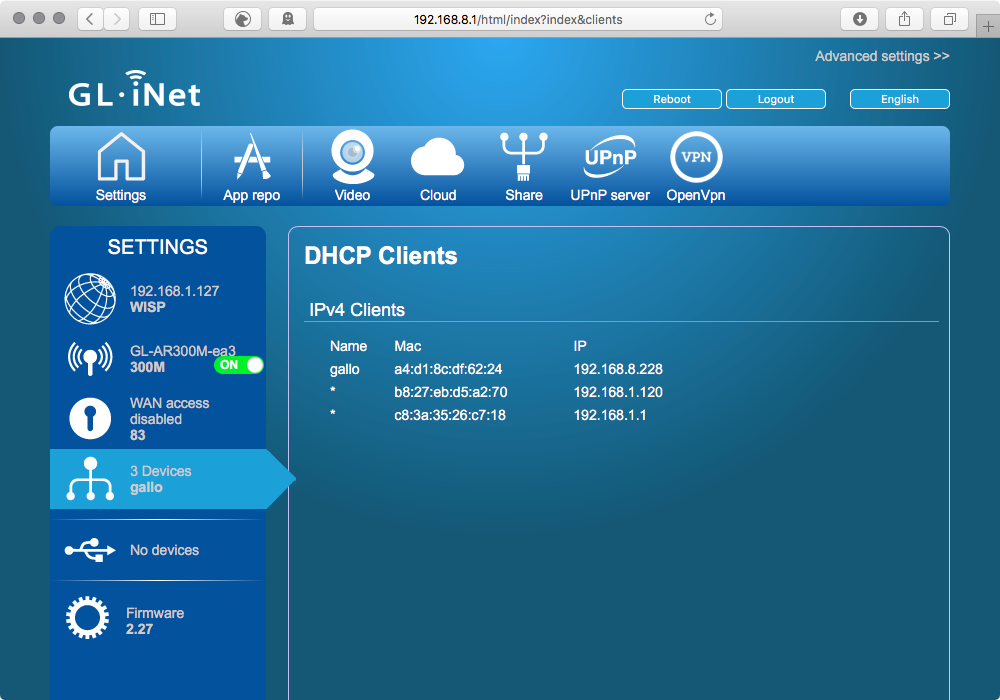 192.168.8.1/html/index?index&clients
Advanced settings >>
GL·iNet
Reboot Logout English
UPnP VPN
Settings App repo Video Cloud Share UPnP server OpenVpn
SETTINGS
192.168.1.127
WISP
GL-AR300M-ea3
300M
ON
WAN access
disabled
83
3 Devices
gallo
No devices
Firmware
2.27
DHCP Clients
IPv4 Clients
Name Mac IP
gallo a4:d1:8c:df:62:24 192.168.8.228
* b8:27:eb:d5:a2:70 192.168.1.120
* c8:3a:35:26:c7:18 192.168.1.1